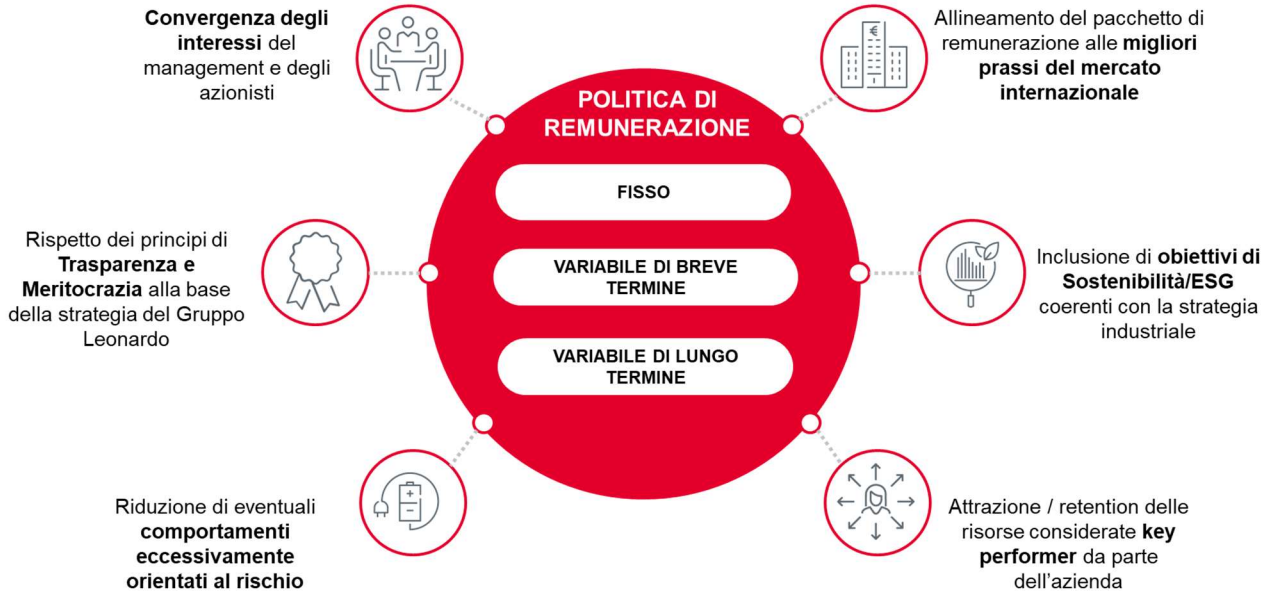 Convergenza degli
interessi del
management e degli
azionisti
Allineamento del pacchetto di
remunerazione alle migliori
prassi del mercato
internazionale
€
POLITICA DI
REMUNERAZIONE
FISSO
VARIABILE DI BREVE
TERMINE
VARIABILE DI LUNGO
TERMINE
Rispetto dei principi di
Trasparenza e
Meritocrazia alla base
della strategia del Gruppo
Leonardo
Inclusione di obiettivi di
Sostenibilità/ESG
coerenti con la strategia
industriale
Riduzione di eventuali
comportamenti
eccessivamente
orientati al rischio
Attrazione / retention delle
risorse considerate key
performer da parte
dell’azienda